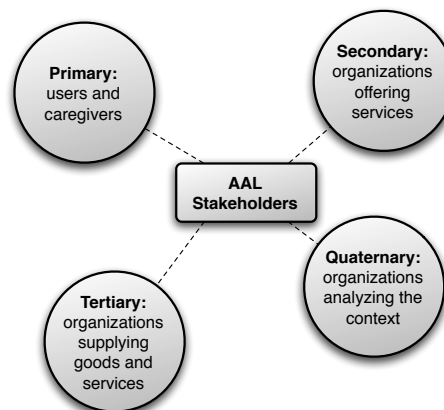 Primary:
users and
caregivers
Secondary:
organizations
offering
services
AAL
Stakeholders
Tertiary:
organizations
supplying
goods and
services
Quaternary:
organizations
analyzing the
context